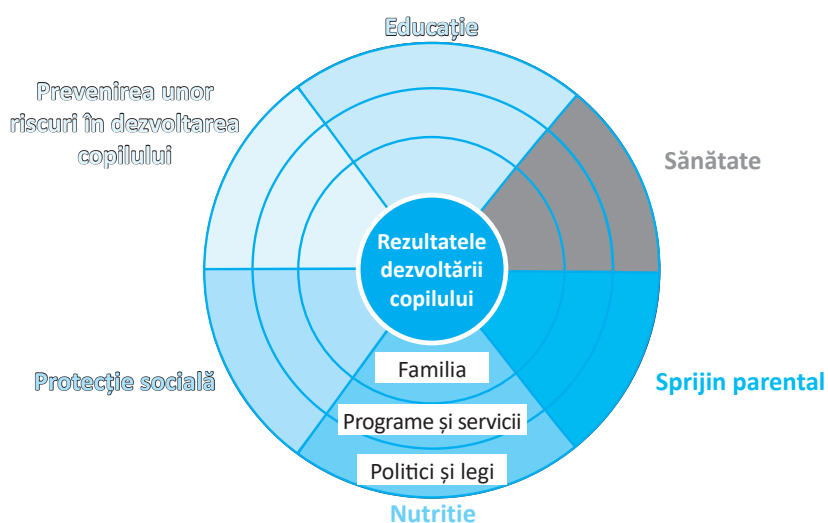 Educație
Prevenirea unor
riscuri în dezvoltarea
copilului
Sănătate
Rezultatele
dezvoltării
copilului
Familia
Protecție socială
Sprijin parental
Programe și servicii
Politici și legi
Nutritie